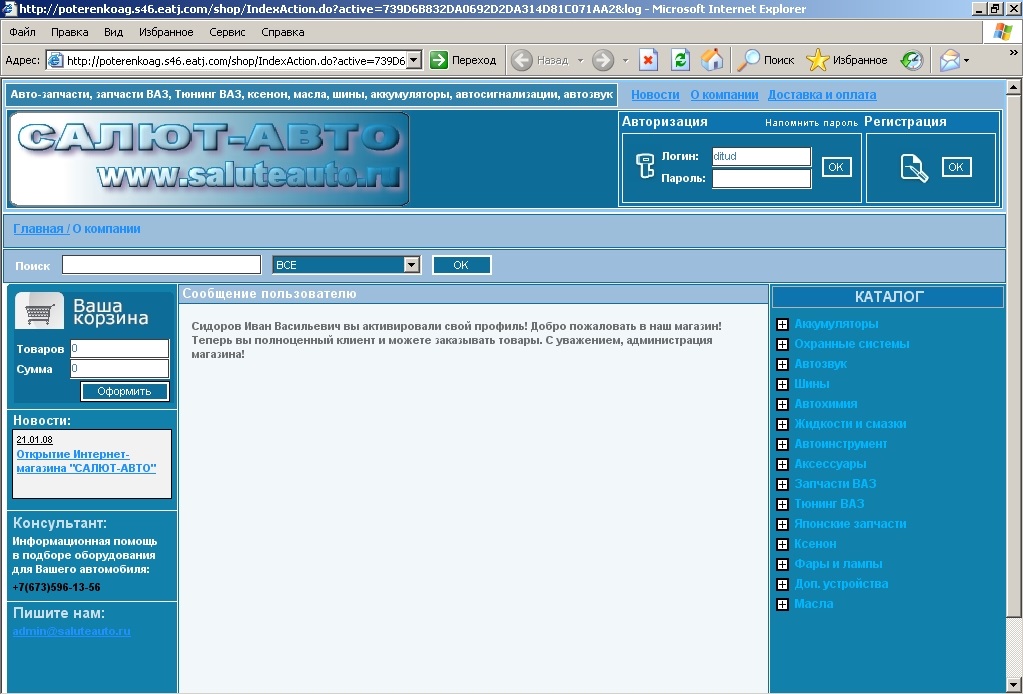 http://poterenkoag.s46.eatj.com/shop/IndexAction.do?active=739D6B832DA0692D2DA314D81C071AA2&log - Microsoft Internet Explorer
Файл Правка Вид Избранное Сервис Справка
Адрес: http://poterenkoag.s46.eatj.com/shop/IndexAction.do?active=739D6 Переход Назад Поиск Избранное
Авто-запчасти, запчасти ВАЗ, Тюнинг ВАЗ, ксенон, масла, шины, аккумуляторы, автосигнализации, автозвук
Новости О компании Доставка и оплата
САЛЮТ-АВТО
www.saluteauto.ru
Авторизация Напомнить пароль Регистрация
Логин: ditud
Пароль:
OK
OK
Главная / О компании
Поиск ВСЕ OK
Ваша
корзина
Товаров 0
Сумма 0
Оформить
Новости:
21.01.08
Открытие Интернет-
магазина "САЛЮТ-АВТО"
Консультант:
Информационная помощь
в подборе оборудования
для Вашего автомобиля:
+7(673)596-13-56
Пишите нам:
admin@saluteauto.ru
Сообщение пользователю
Сидоров Иван Васильевич вы активировали свой профиль! Добро пожаловать в наш магазин!
Теперь вы полноценный клиент и можете заказывать товары. С уважением, администрация
магазина!
КАТАЛОГ
Аккумуляторы
Охранные системы
Автозвук
Шины
Автохимия
Жидкости и смазки
Автоинструмент
Аксессуары
Запчасти ВАЗ
Тюнинг ВАЗ
Японские запчасти
Ксенон
Фары и лампы
Доп. устройства
Масла